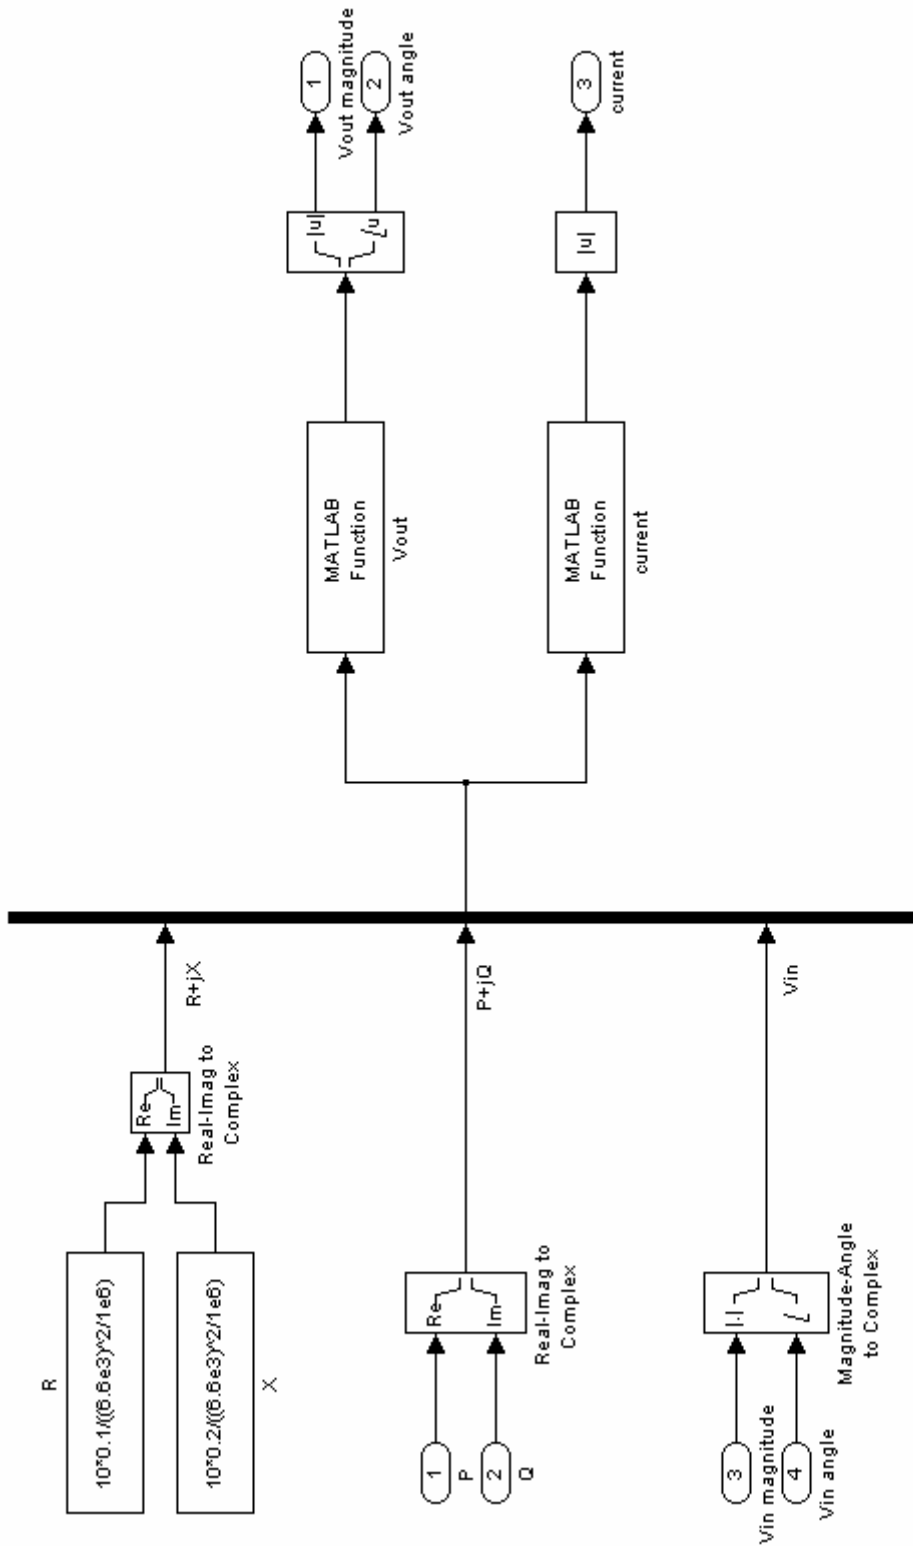 R
10*0.1/((6.6e3)^2/1e6)
10*0.2/((6.6e3)^2/1e6)
X
Re
Im
Real-Imag to
Complex
R+jX
1
P
2
Q
Re
Im
Real-Imag to
Complex
P+jQ
3
Vin magnitude
4
Vin angle
|-|
∠
Magnitude-Angle
to Complex
Vin
MATLAB
Function
Vout
|u|
∠u
1
Vout magnitude
2
Vout angle
MATLAB
Function
current
|u|
3
current